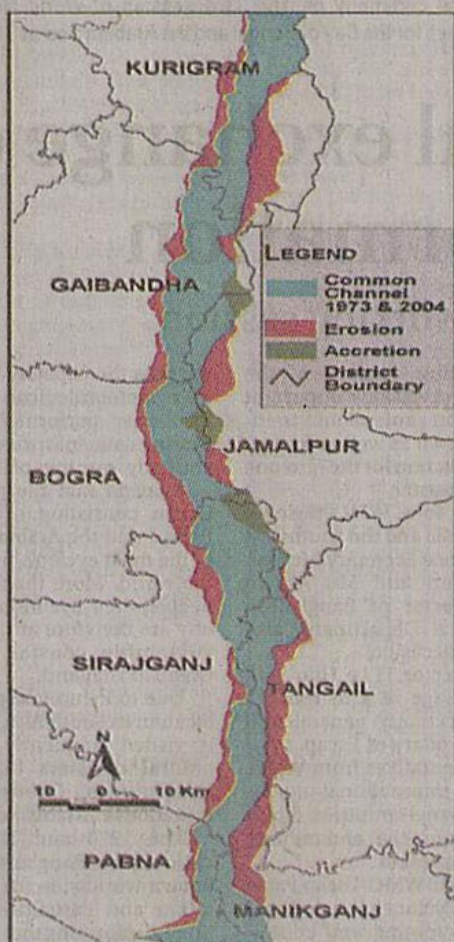 KURIGRAM
LEGEND
Common
Channel
1973 & 2004
Erosion
Accretion
District
Boundary
GAIBANDHA
JAMALPUR
BOGRA
SIRAJGANJ
TANGAIL
N
10 0 10 Km
PABNA
MANIKGANJ